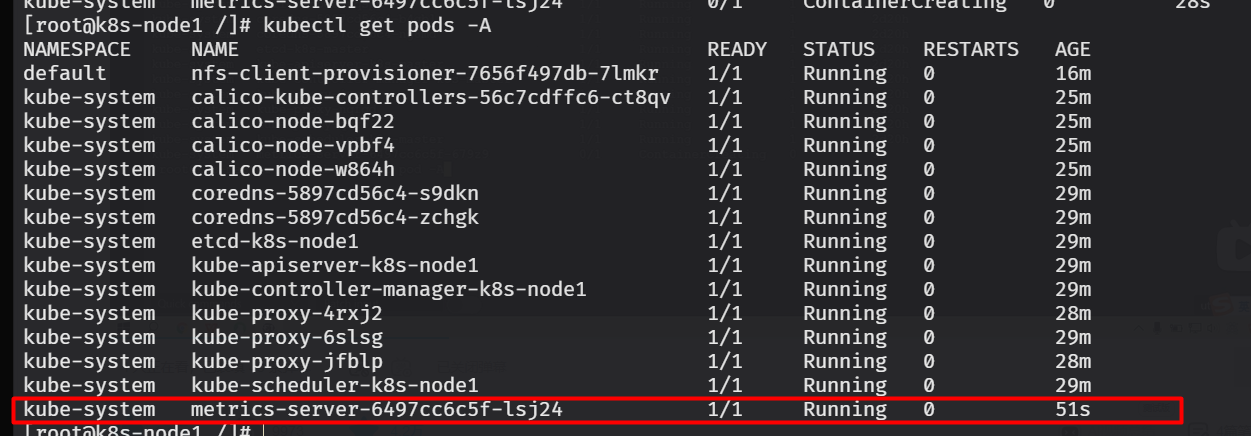 kube-system   metrics-server-6497cc6c5f-lsj24   0/1   ContainerCreating   0   28s
[root@k8s-node1 /]# kubectl get pods -A
NAMESPACE     NAME                                       READY   STATUS    RESTARTS   AGE
default       nfs-client-provisioner-7656f497db-7lmkr    1/1     Running   0          16m
kube-system   calico-kube-controllers-56c7cdffc6-ct8qv   1/1     Running   0          25m
kube-system   calico-node-bqf22                          1/1     Running   0          25m
kube-system   calico-node-vpbf4                          1/1     Running   0          25m
kube-system   calico-node-w864h                          1/1     Running   0          25m
kube-system   coredns-5897cd56c4-s9dkn                   1/1     Running   0          29m
kube-system   coredns-5897cd56c4-zchgk                   1/1     Running   0          29m
kube-system   etcd-k8s-node1                             1/1     Running   0          29m
kube-system   kube-apiserver-k8s-node1                   1/1     Running   0          29m
kube-system   kube-controller-manager-k8s-node1          1/1     Running   0          29m
kube-system   kube-proxy-4rxj2                           1/1     Running   0          28m
kube-system   kube-proxy-6slsg                           1/1     Running   0          29m
kube-system   kube-proxy-jfblp                           1/1     Running   0          28m
kube-system   kube-scheduler-k8s-node1                   1/1     Running   0          29m
kube-system   metrics-server-6497cc6c5f-lsj24            1/1     Running   0          51s
[root@k8s-node1 /]#